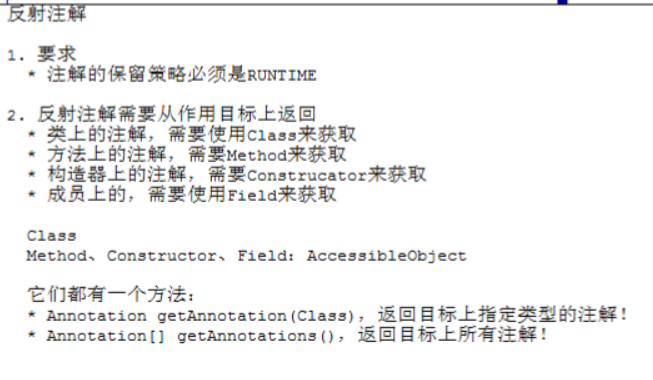 反射注解
1. 要求
* 注解的保留策略必须是RUNTIME
2. 反射注解需要从作用目标上返回
* 类上的注解，需要使用Class来获取
* 方法上的注解，需要Method来获取
* 构造器上的注解，需要Construcator来获取
* 成员上的，需要使用Field来获取
Class
Method、Constructor、Field：AccessibleObject
它们都有一个方法：
* Annotation getAnnotation(Class)，返回目标上指定类型的注解！
* Annotation[] getAnnotations()，返回目标上所有注解！